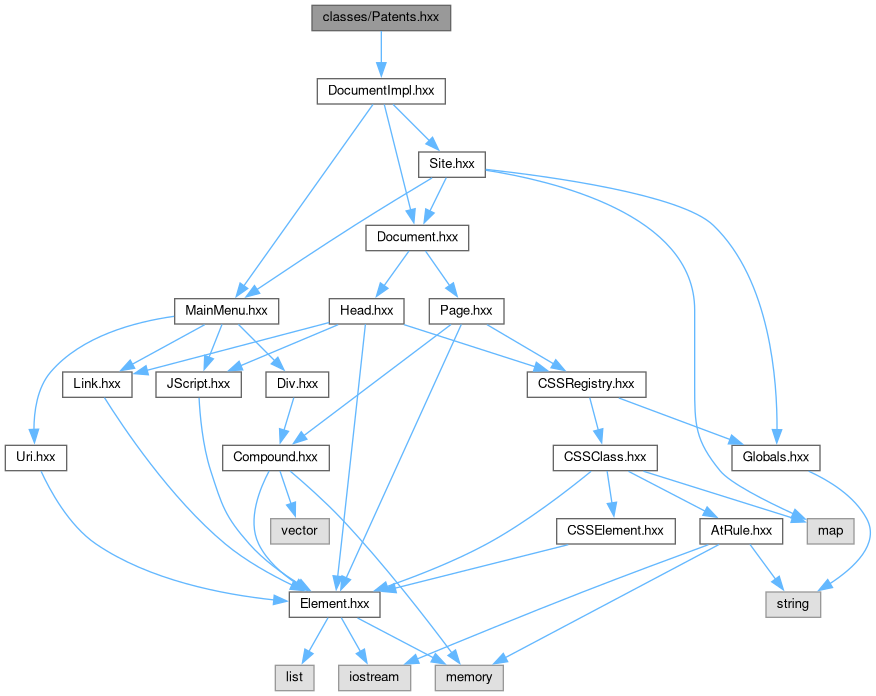 classes/Patents.hxx
DocumentImpl.hxx
Site.hxx
Document.hxx
MainMenu.hxx
Head.hxx
Page.hxx
Link.hxx
JScript.hxx
Div.hxx
CSSRegistry.hxx
Uri.hxx
Compound.hxx
CSSClass.hxx
Globals.hxx
vector
CSSElement.hxx
AtRule.hxx
map
Element.hxx
string
list
iostream
memory